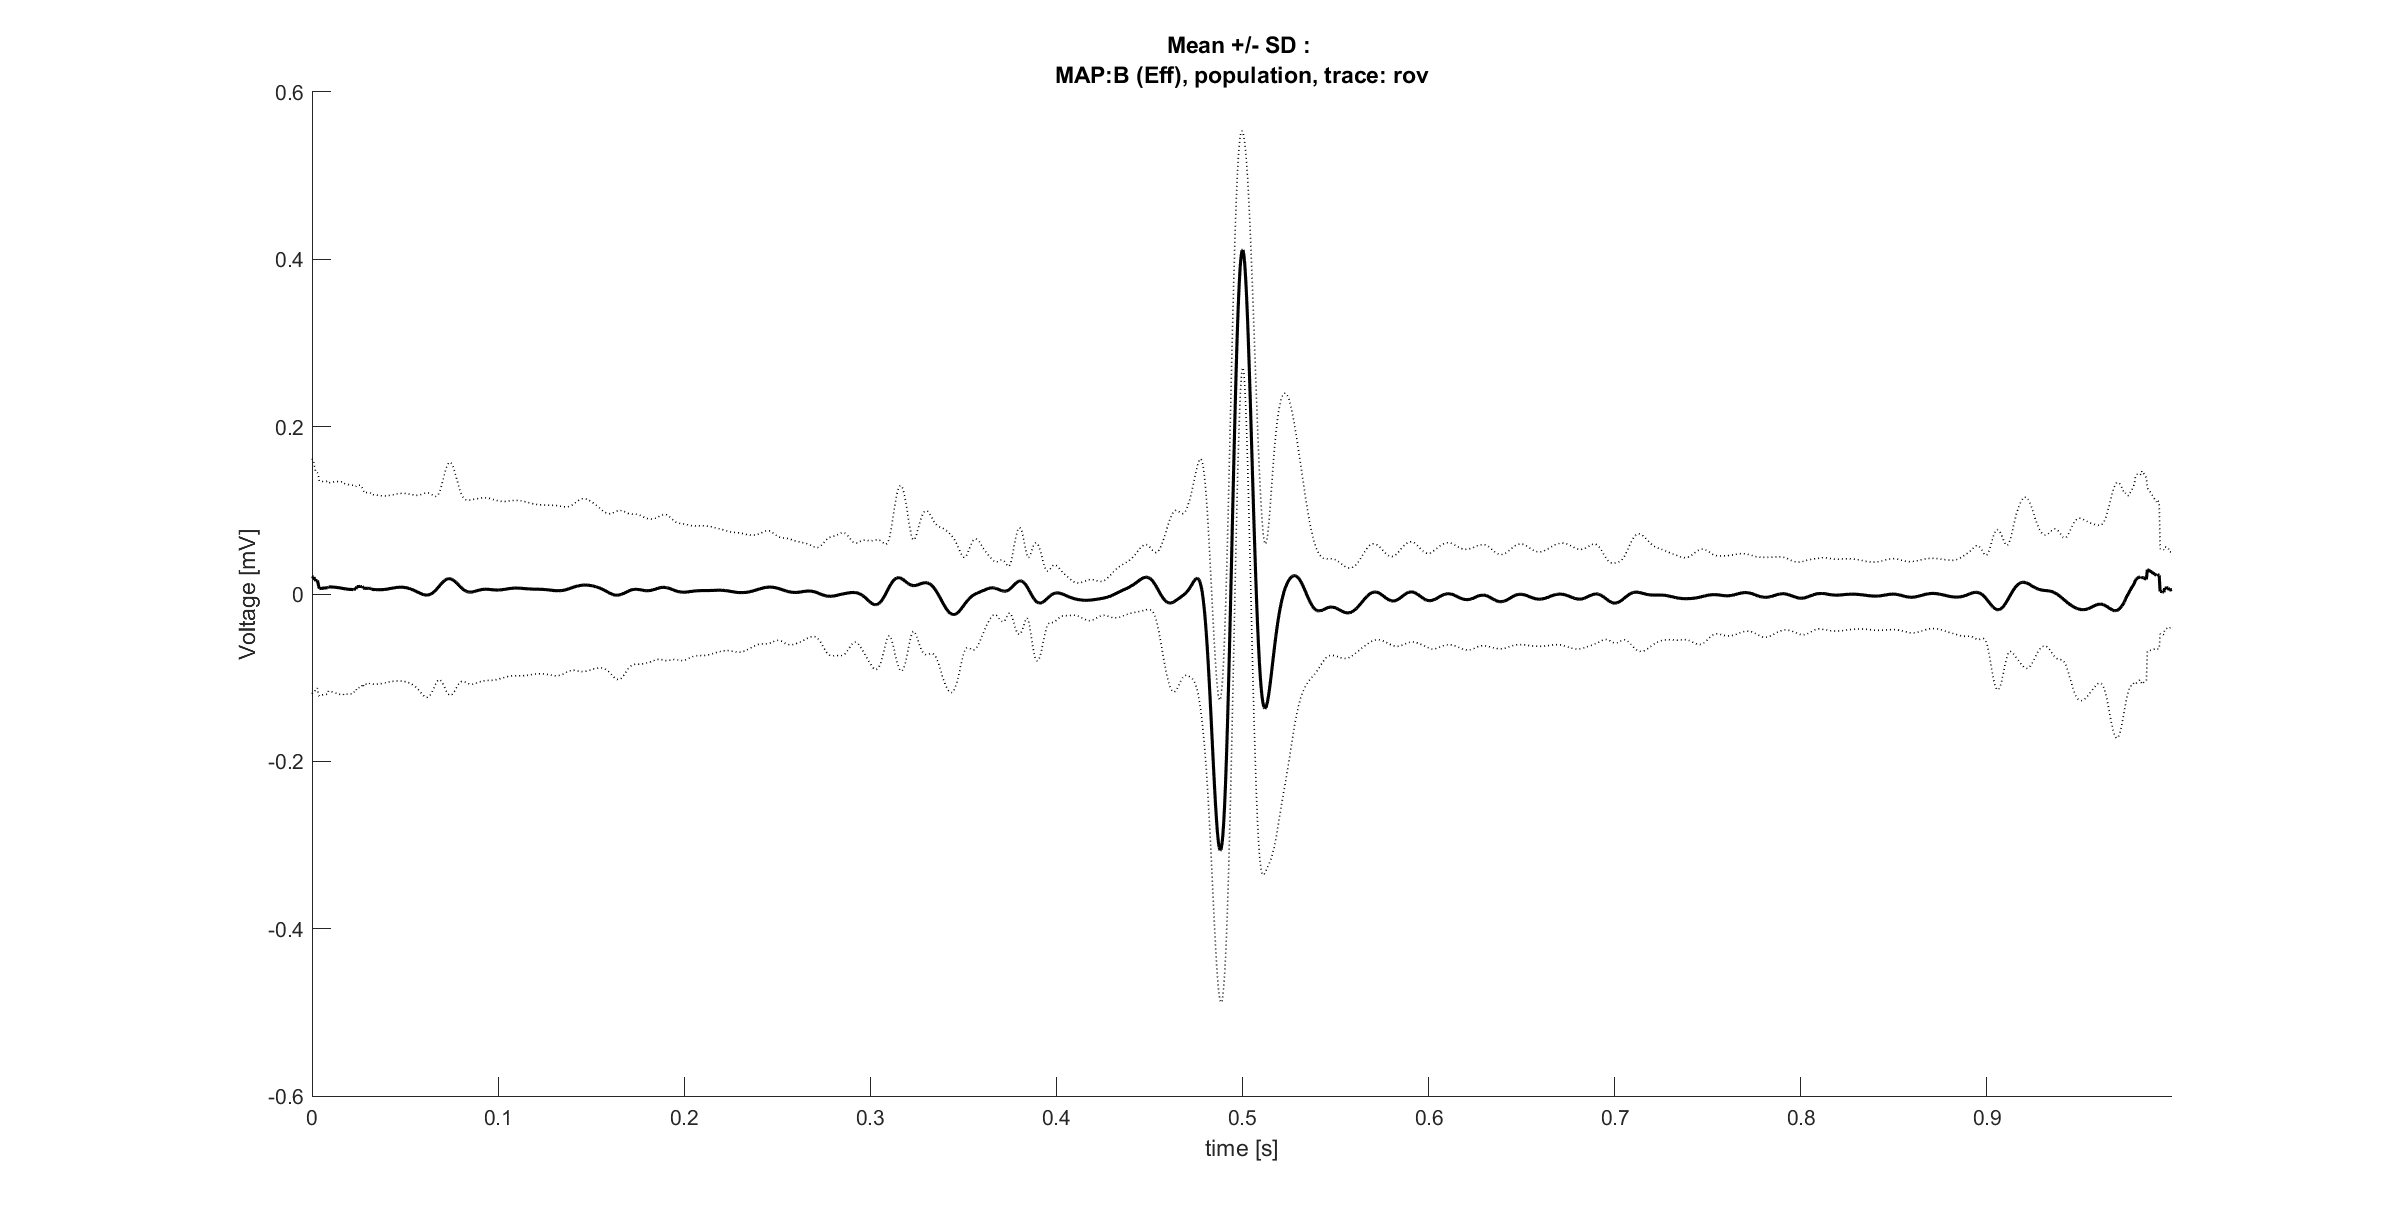 Mean +/- SD :
MAP:B (Eff), population, trace: rov
0.6
0.4
0.2
0
-0.2
-0.4
-0.6
Voltage [mV]
0 0.1 0.2 0.3 0.4 0.5 0.6 0.7 0.8 0.9
time [s]